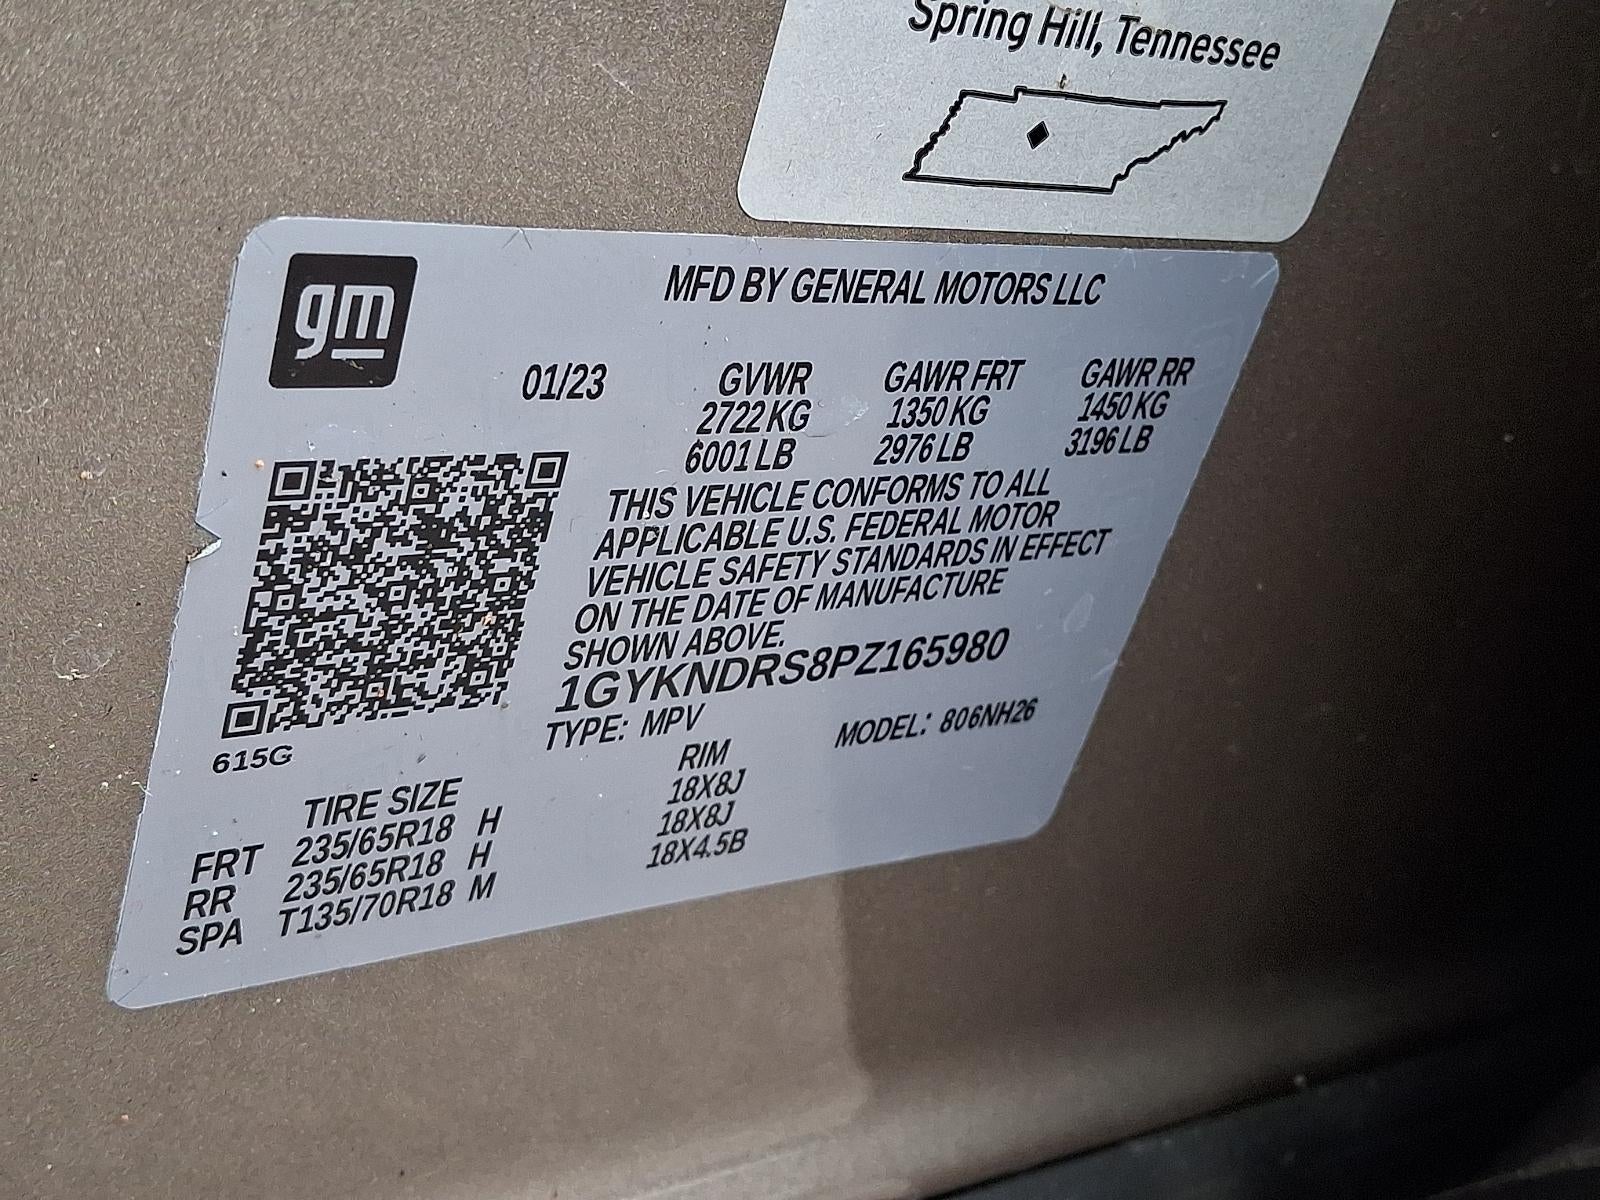 Spring Hill, Tennessee
gm
MFD BY GENERAL MOTORS LLC
01/23 GVWR GAWR FRT GAWR RR
2722 KG 1350 KG 1450 KG
6001 LB 2976 LB 3196 LB
THIS VEHICLE CONFORMS TO ALL
APPLICABLE U.S. FEDERAL MOTOR
VEHICLE SAFETY STANDARDS IN EFFECT
ON THE DATE OF MANUFACTURE
SHOWN ABOVE.
1GYKNDRS8PZ165980
TYPE: MPV MODEL: 806NH26
615G
TIRE SIZE RIM
FRT 235/65R18 H 18X8J
RR 235/65R18 H 18X8J
SPA T135/70R18 M 18X4.5B